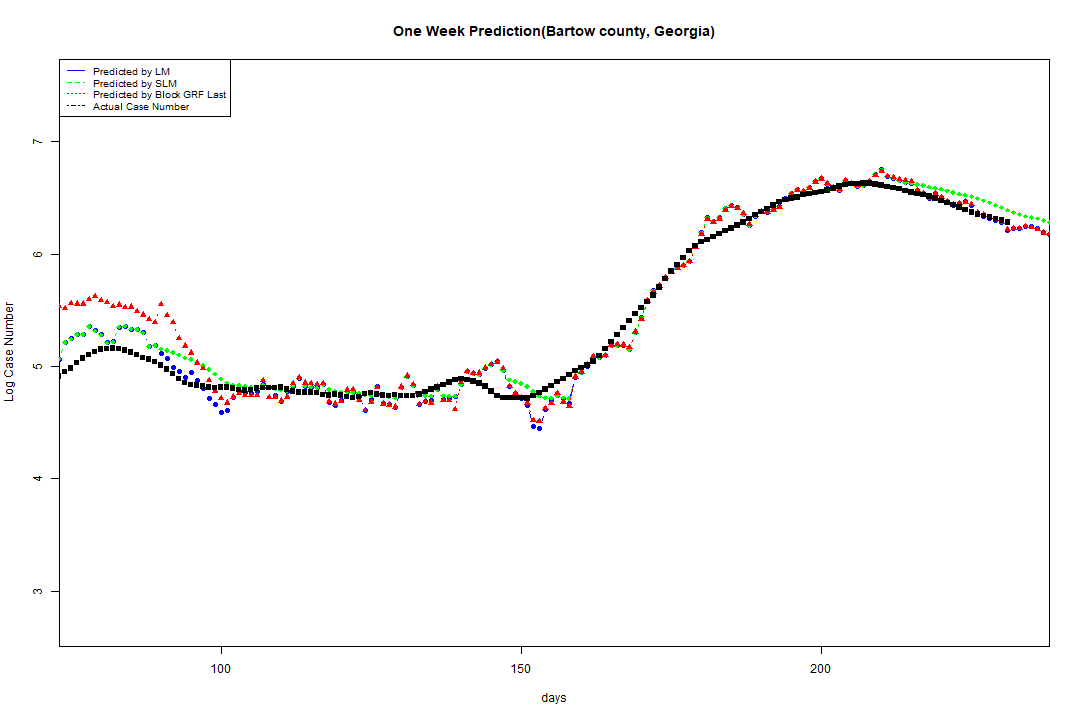 One Week Prediction(Bartow county, Georgia)
Predicted by LM
Predicted by SLM
Predicted by Block GRF Last
Actual Case Number
7
6
5
4
3
Log Case Number
100 150 200
days